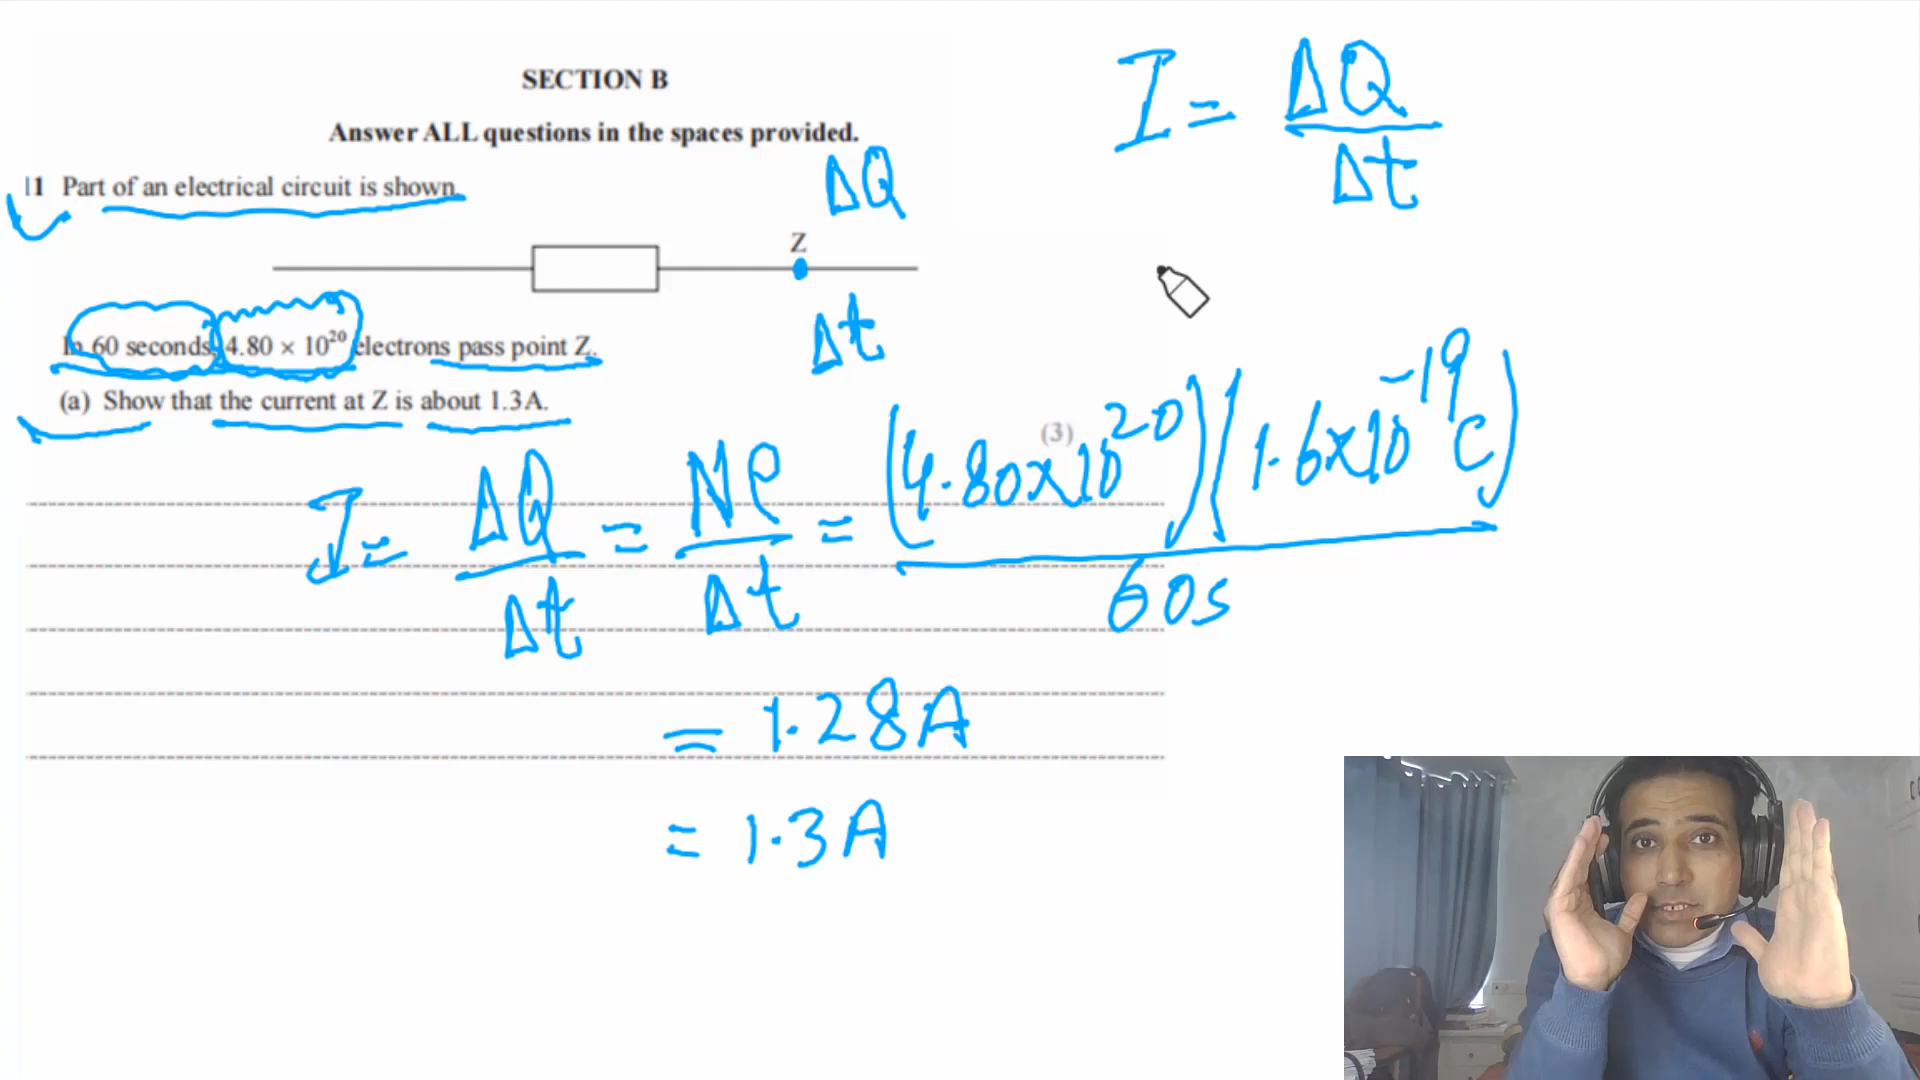 SECTION B
I = ΔQ / Δt
Answer ALL questions in the spaces provided.
11 Part of an electrical circuit is shown.
ΔQ
Z
Δt
In 60 seconds, 4.80 × 10²⁰ electrons pass point Z.
(a) Show that the current at Z is about 1.3A.
(3)
I = ΔQ / Δt = Ne / Δt = (4.80×10²⁰)(1.6×10⁻¹⁹C) / 60s
= 1.28A
= 1.3A